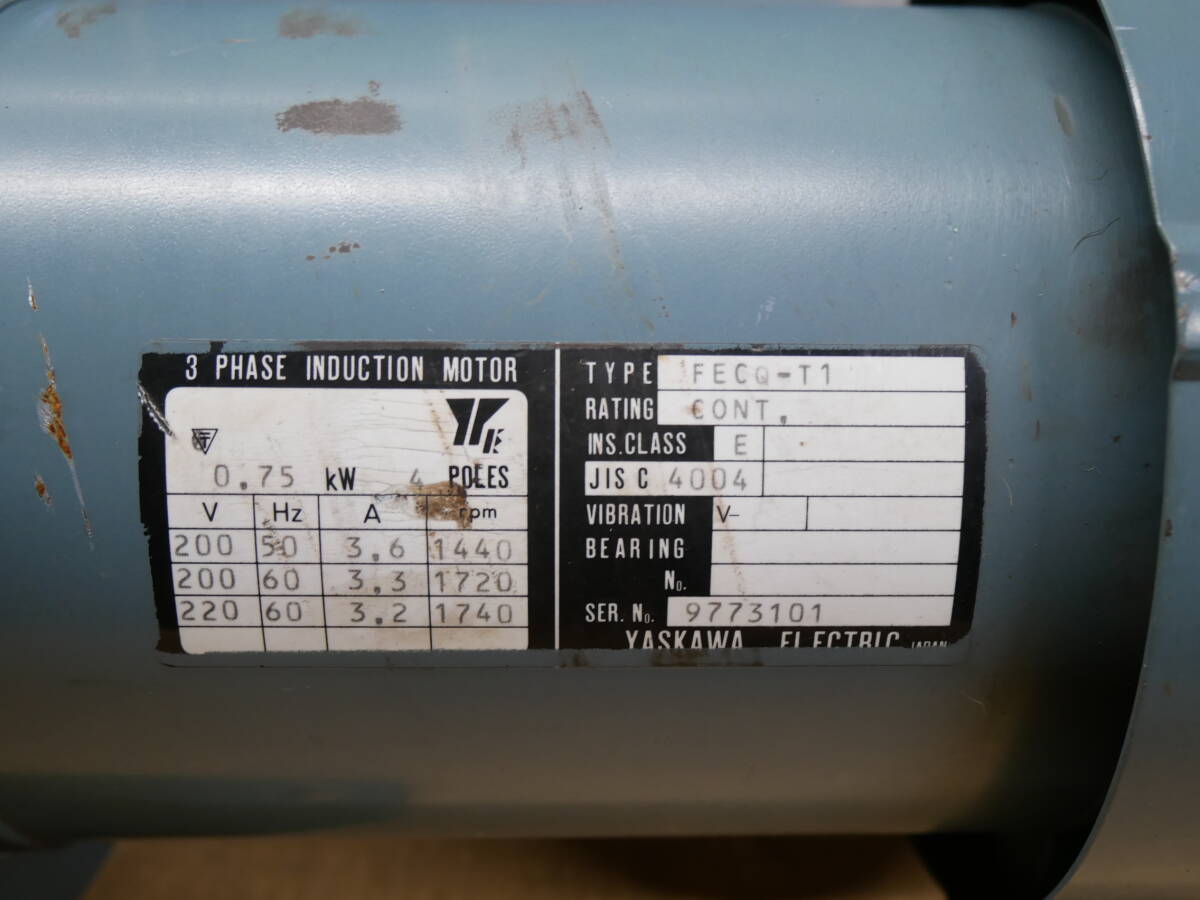 3 PHASE INDUCTION MOTOR
0.75 kW 4 POLES
V Hz A rpm
200 50 3.6 1440
200 60 3.3 1720
220 60 3.2 1740
TYPE FECQ-T1
RATING CONT.
INS.CLASS E
JIS C 4004
VIBRATION V-
BEARING
No.
SER. No. 9773101
YASKAWA ELECTRIC JAPAN